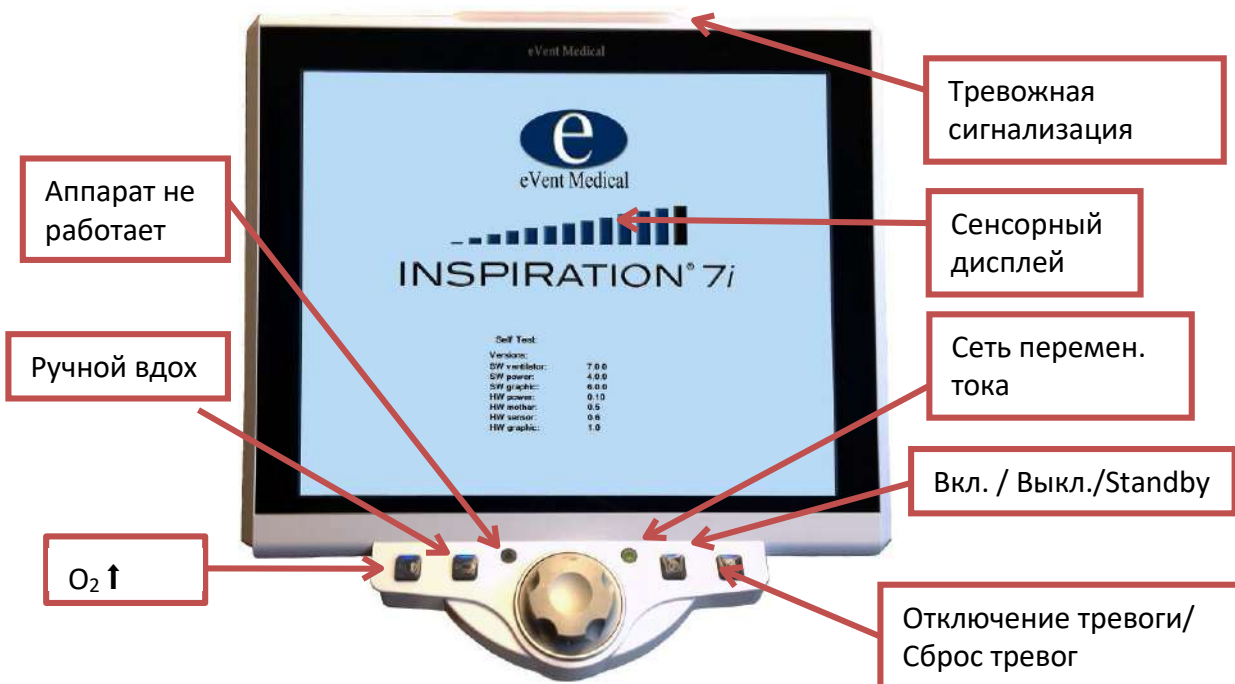 eVent Medical
Тревожная
сигнализация
e
eVent Medical
Аппарат не
работает
Сенсорный
дисплей
INSPIRATION® 7i
Ручной вдох
Self Test:
Versions:
SW ventilator: 7.0.0
SW power: 4.0.0
SW graphic: 6.0.0
HW power: 0.10
HW mother: 0.5
HW sensor: 0.6
HW graphic: 1.0
Сеть перемен.
тока
Вкл. / Выкл./Standby
O₂ ⬆
Отключение тревоги/
Сброс тревог